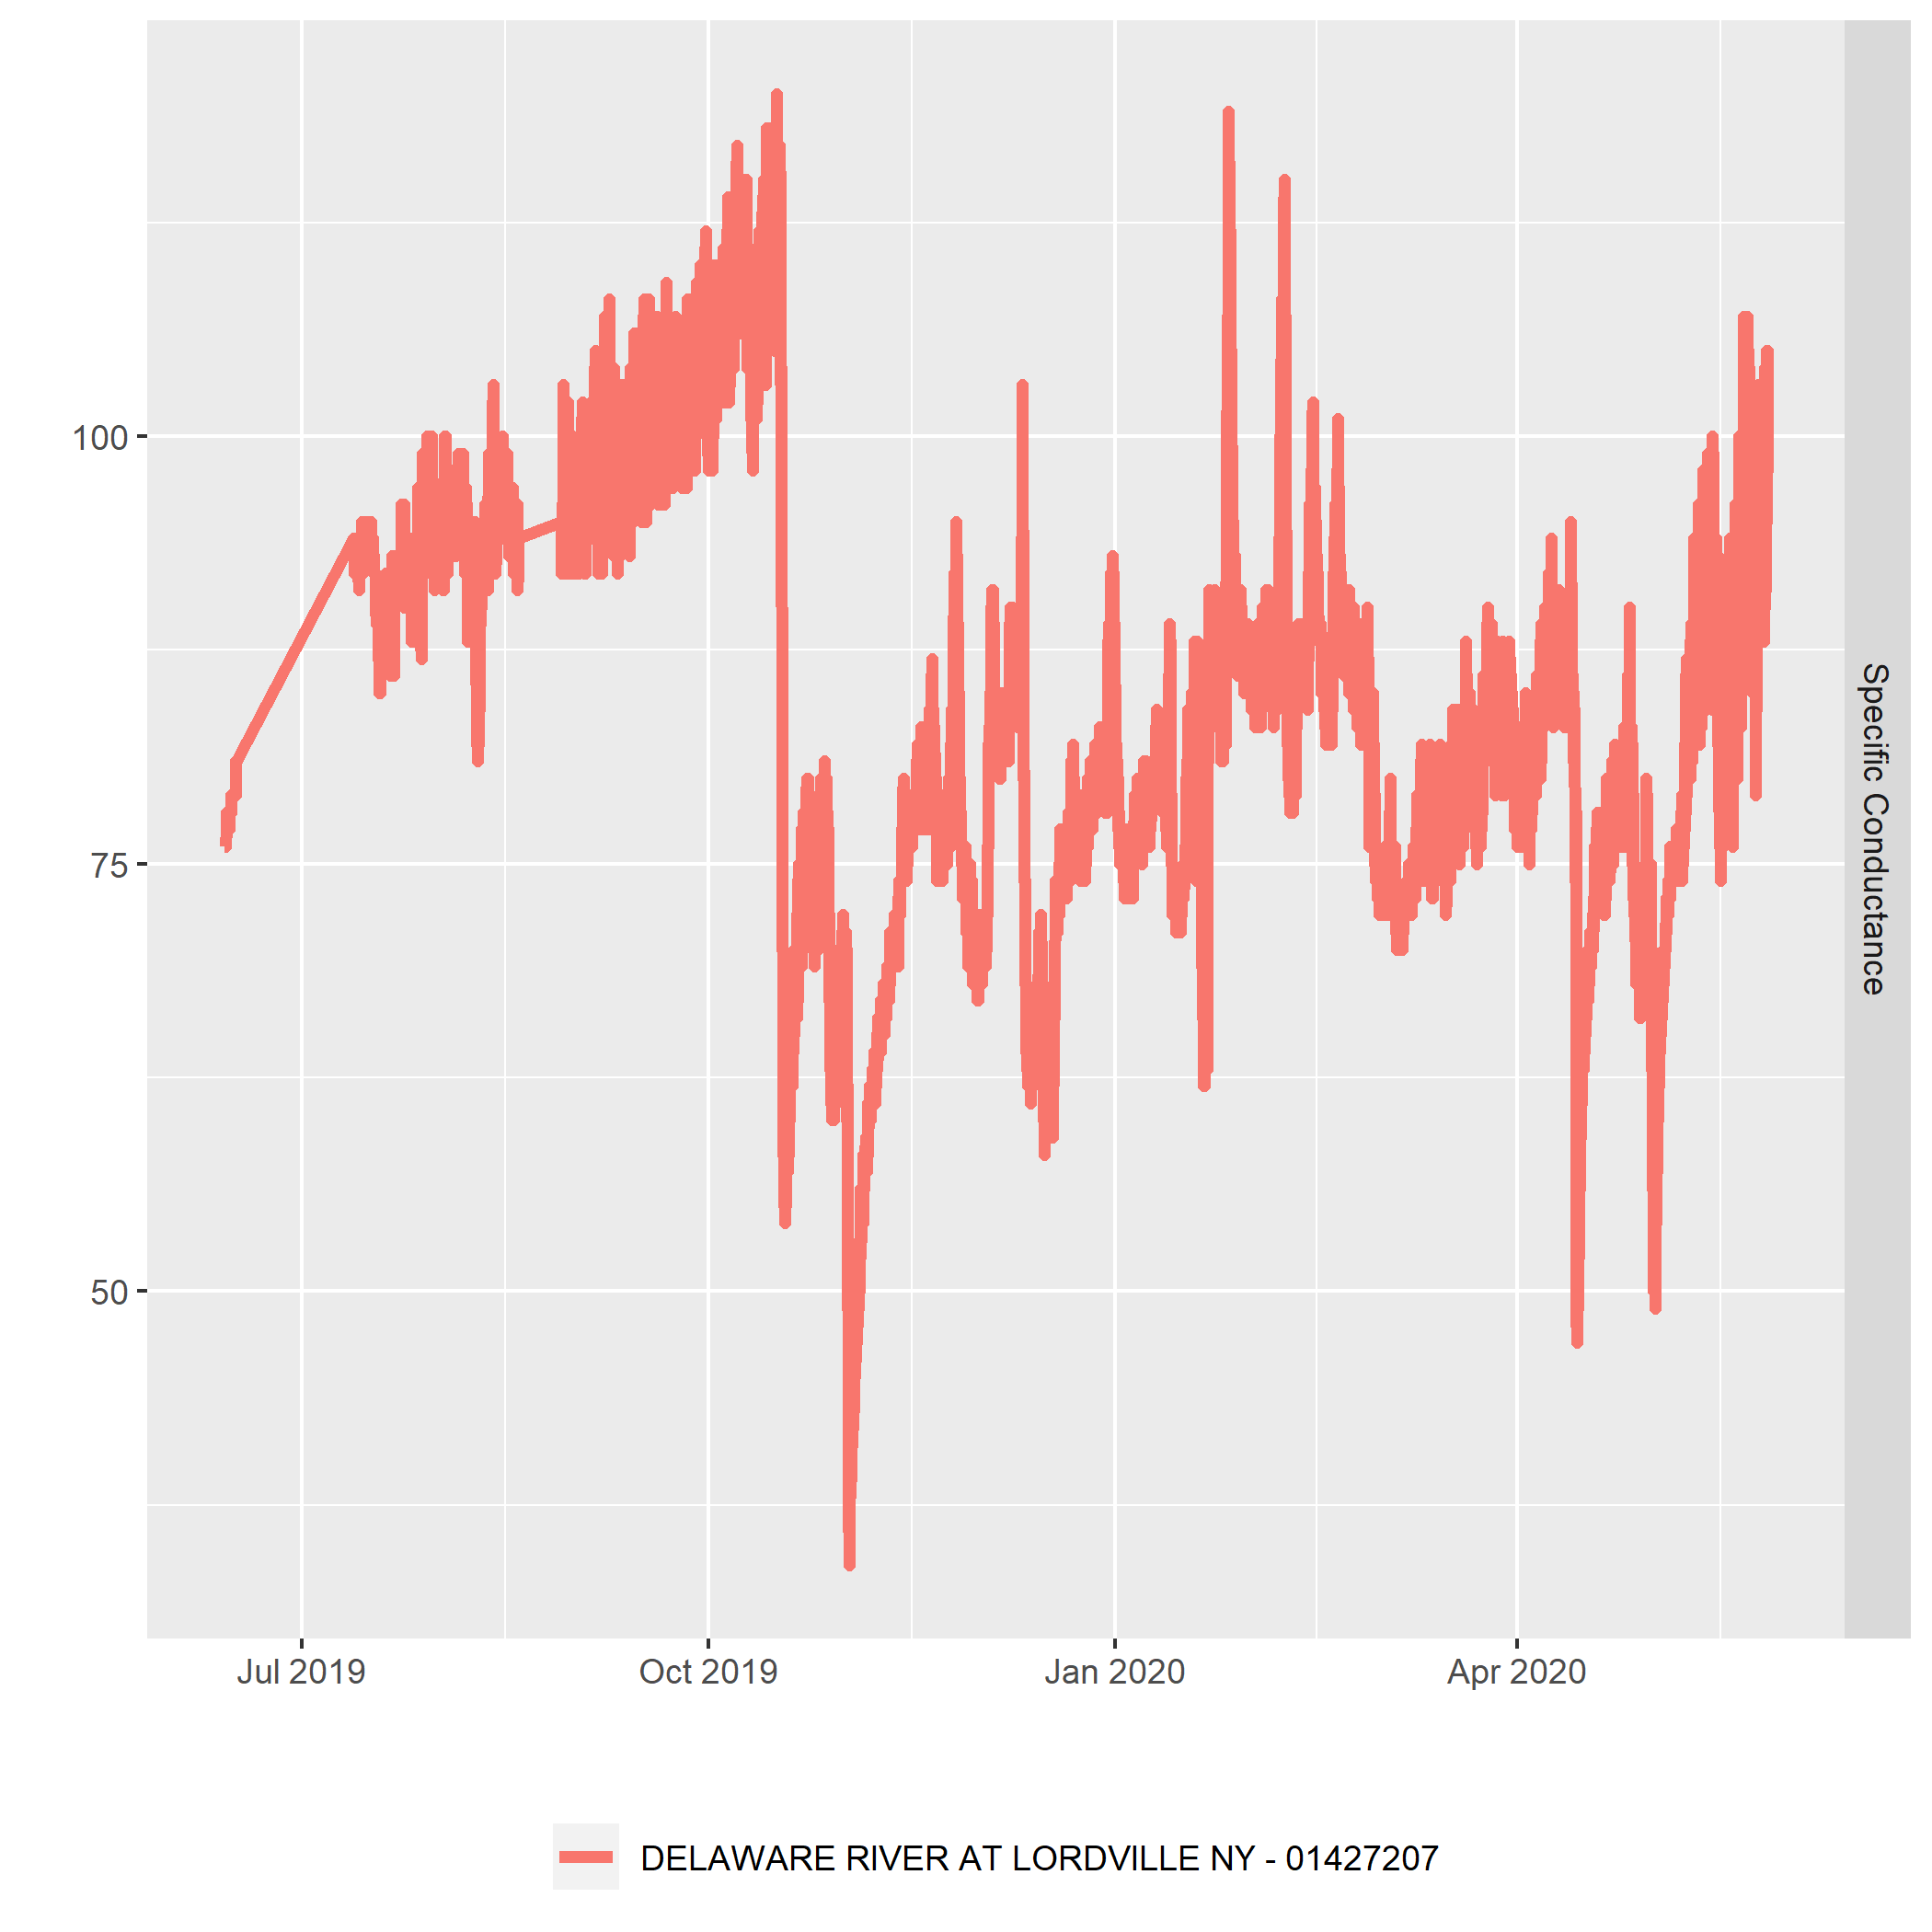 100
75
50
Specific Conductance
Jul 2019
Oct 2019
Jan 2020
Apr 2020
DELAWARE RIVER AT LORDVILLE NY - 01427207